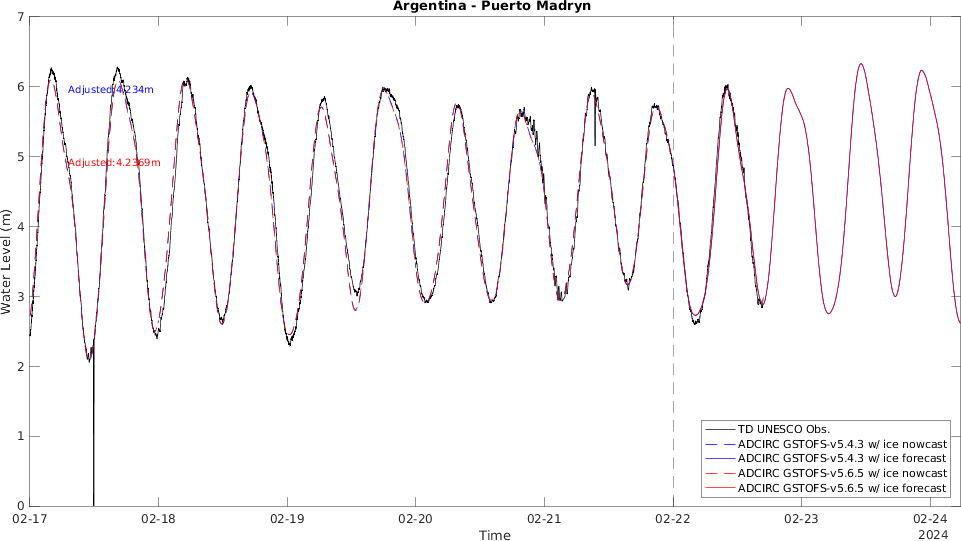 Argentina - Puerto Madryn
Water Level (m)
7
6
5
4
3
2
1
0
Adjusted:4.234m
Adjusted:4.2369m
TD UNESCO Obs.
ADCIRC GSTOFS-v5.4.3 w/ ice nowcast
ADCIRC GSTOFS-v5.4.3 w/ ice forecast
ADCIRC GSTOFS-v5.6.5 w/ ice nowcast
ADCIRC GSTOFS-v5.6.5 w/ ice forecast
02-17 02-18 02-19 02-20 02-21 02-22 02-23 02-24
Time
2024